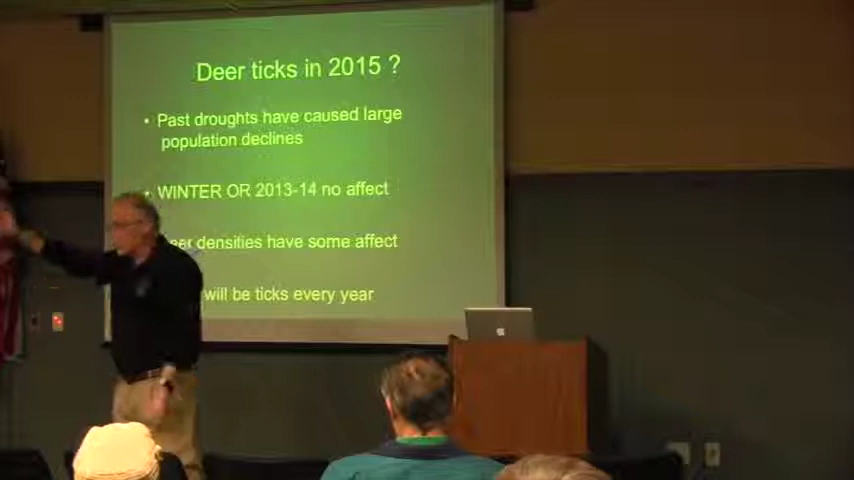 Deer ticks in 2015 ?
• Past droughts have caused large
population declines
• WINTER OR 2013-14 no affect
densities have some affect
will be ticks every year